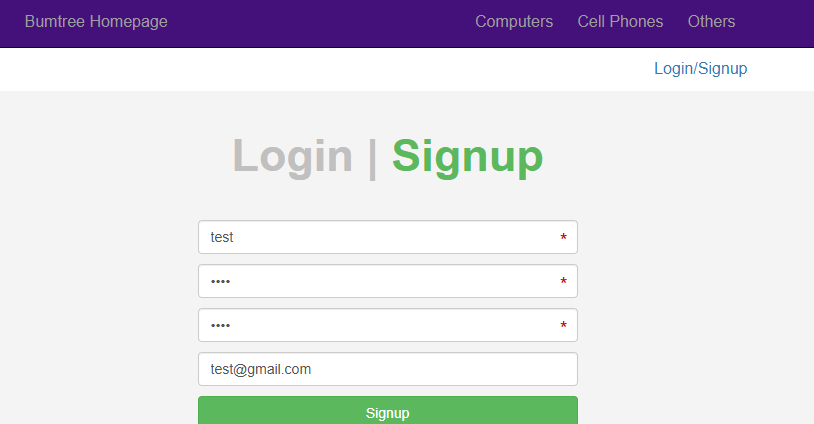 Bumtree Homepage Computers Cell Phones Others
Login/Signup
Login | Signup
test *
•••• *
•••• *
test@gmail.com
Signup